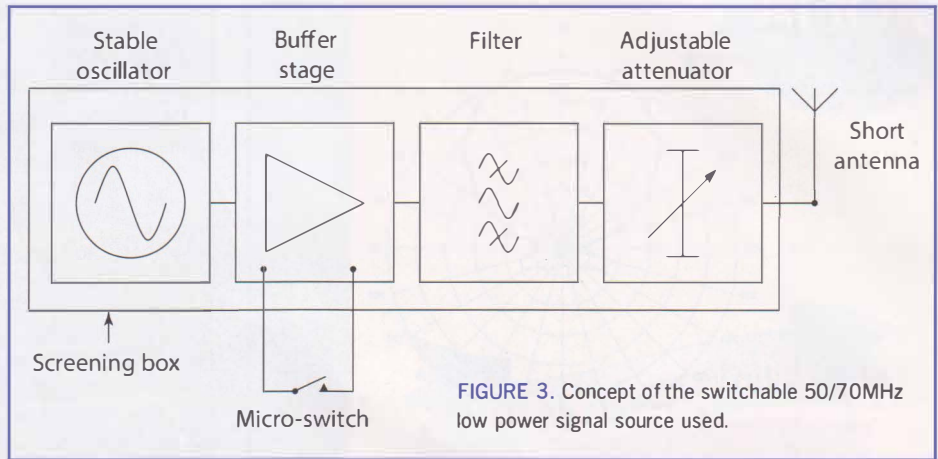 Stable
oscillator
Buffer
stage
Filter
Adjustable
attenuator
Short
antenna
Screening box
Micro-switch
FIGURE 3. Concept of the switchable 50/70MHz
low power signal source used.